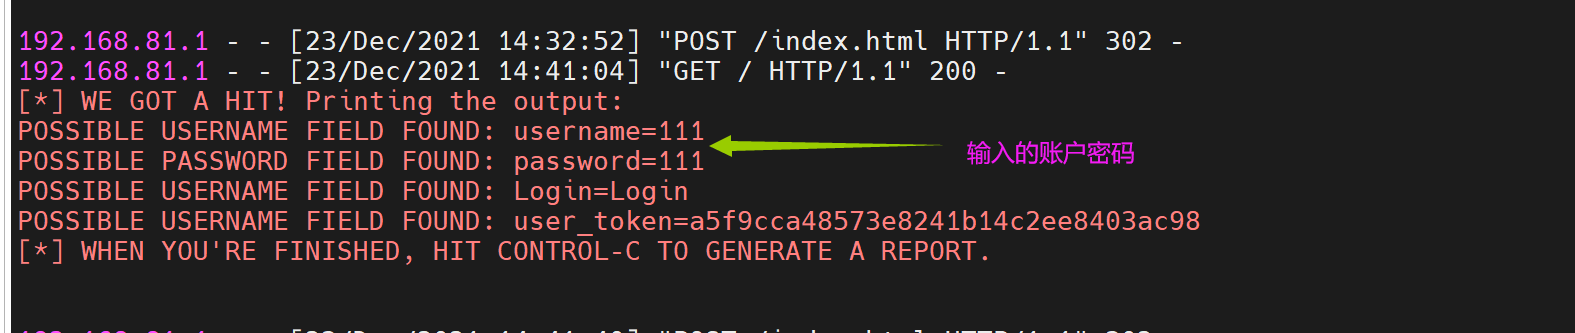 192.168.81.1 - - [23/Dec/2021 14:32:52] "POST /index.html HTTP/1.1" 302 -
192.168.81.1 - - [23/Dec/2021 14:41:04] "GET / HTTP/1.1" 200 -
[*] WE GOT A HIT! Printing the output:
POSSIBLE USERNAME FIELD FOUND: username=111
POSSIBLE PASSWORD FIELD FOUND: password=111
输入的账户密码
POSSIBLE USERNAME FIELD FOUND: Login=Login
POSSIBLE USERNAME FIELD FOUND: user_token=a5f9cca48573e8241b14c2ee8403ac98
[*] WHEN YOU'RE FINISHED, HIT CONTROL-C TO GENERATE A REPORT.